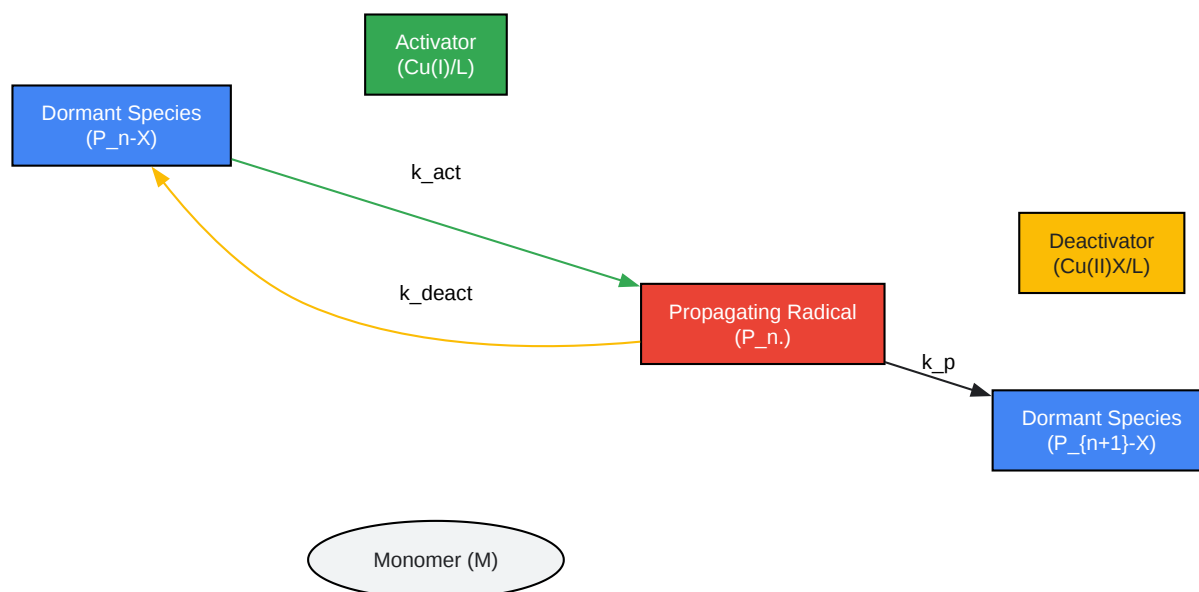 Activator
(Cu(I)/L)
Dormant Species
(P_n-X)
k_act
Deactivator
(Cu(II)X/L)
k_deact
Propagating Radical
(P_n.)
k_p
Dormant Species
(P_{n+1}-X)
Monomer (M)